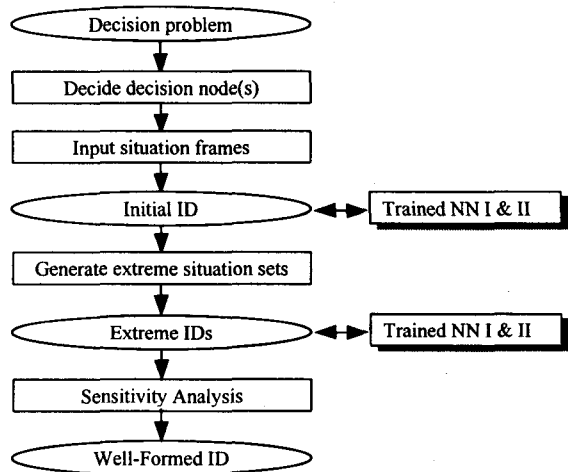 Decision problem
Decide decision node(s)
Input situation frames
Initial ID
Trained NN I & II
Generate extreme situation sets
Extreme IDs
Trained NN I & II
Sensitivity Analysis
Well-Formed ID